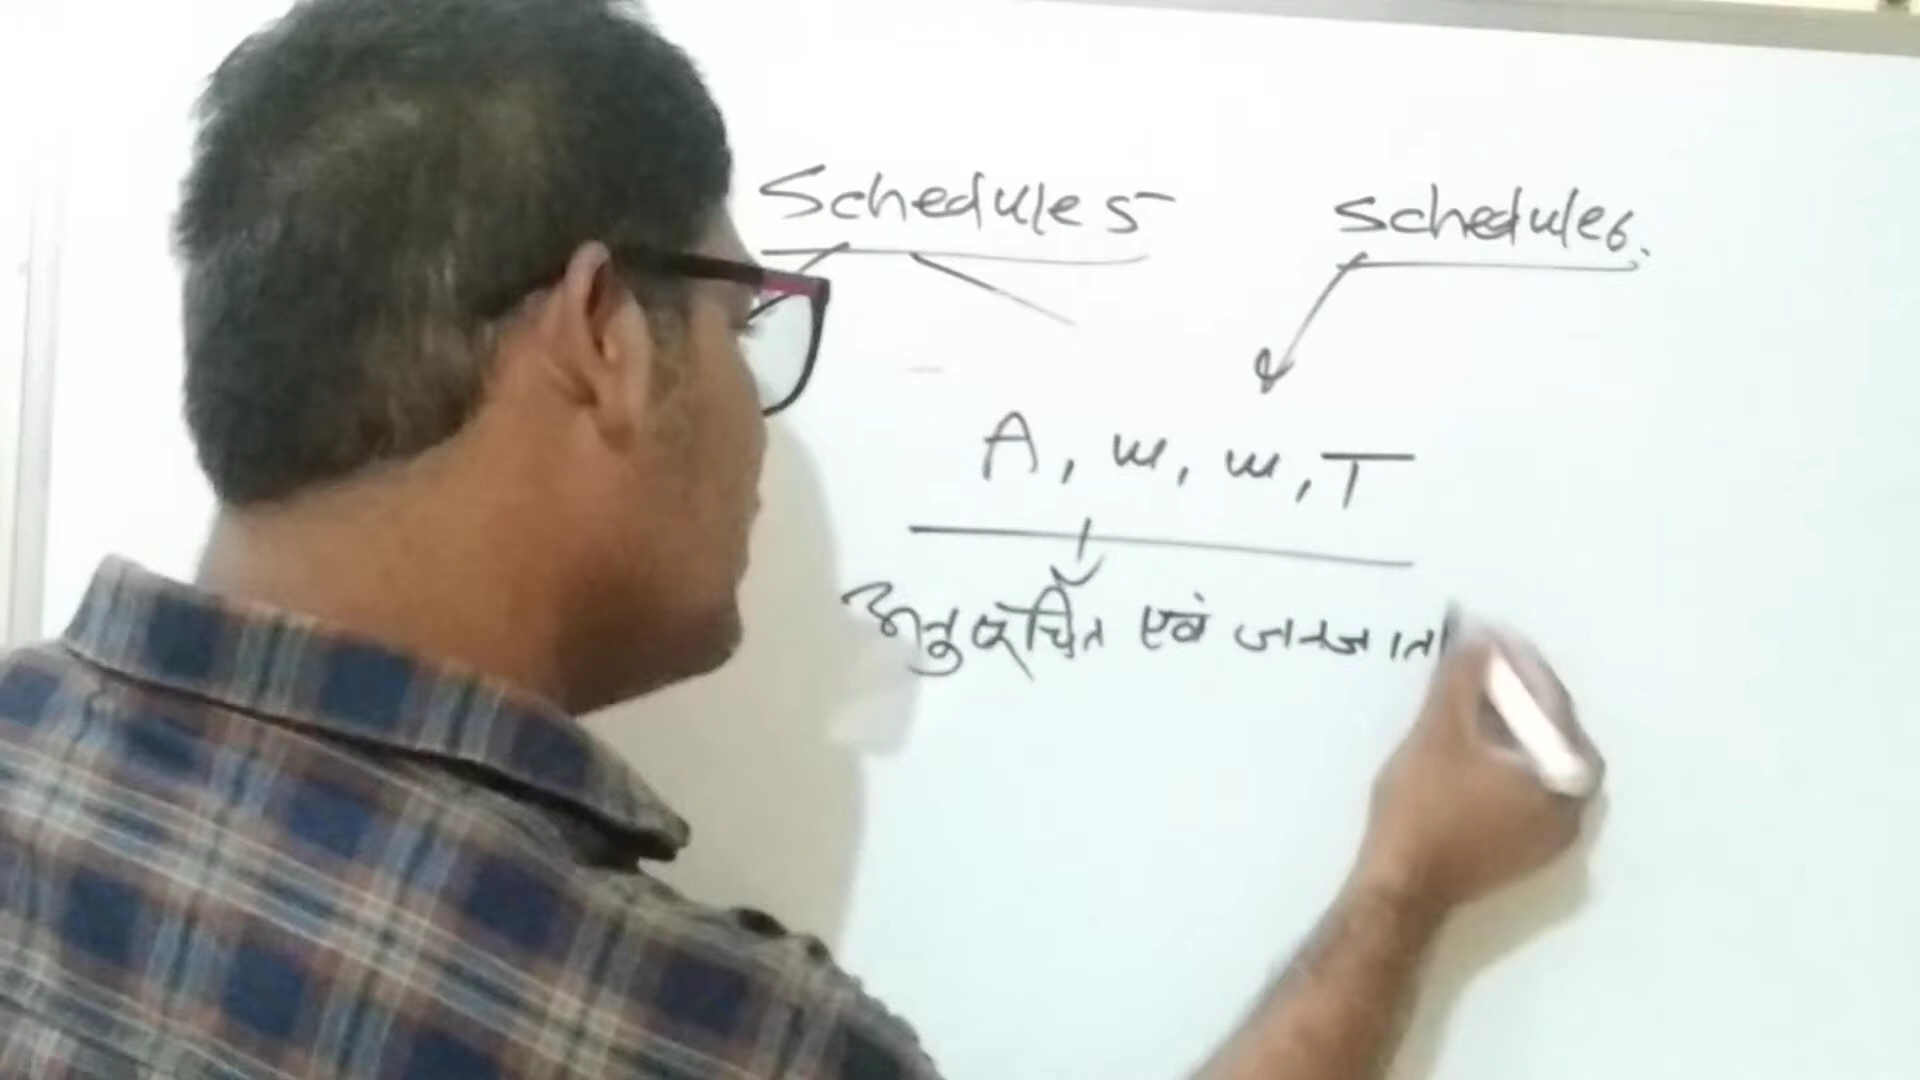 Schedule 5 Schedule 6.
A, m, m, T
अनुसूचित एवं जनजाता